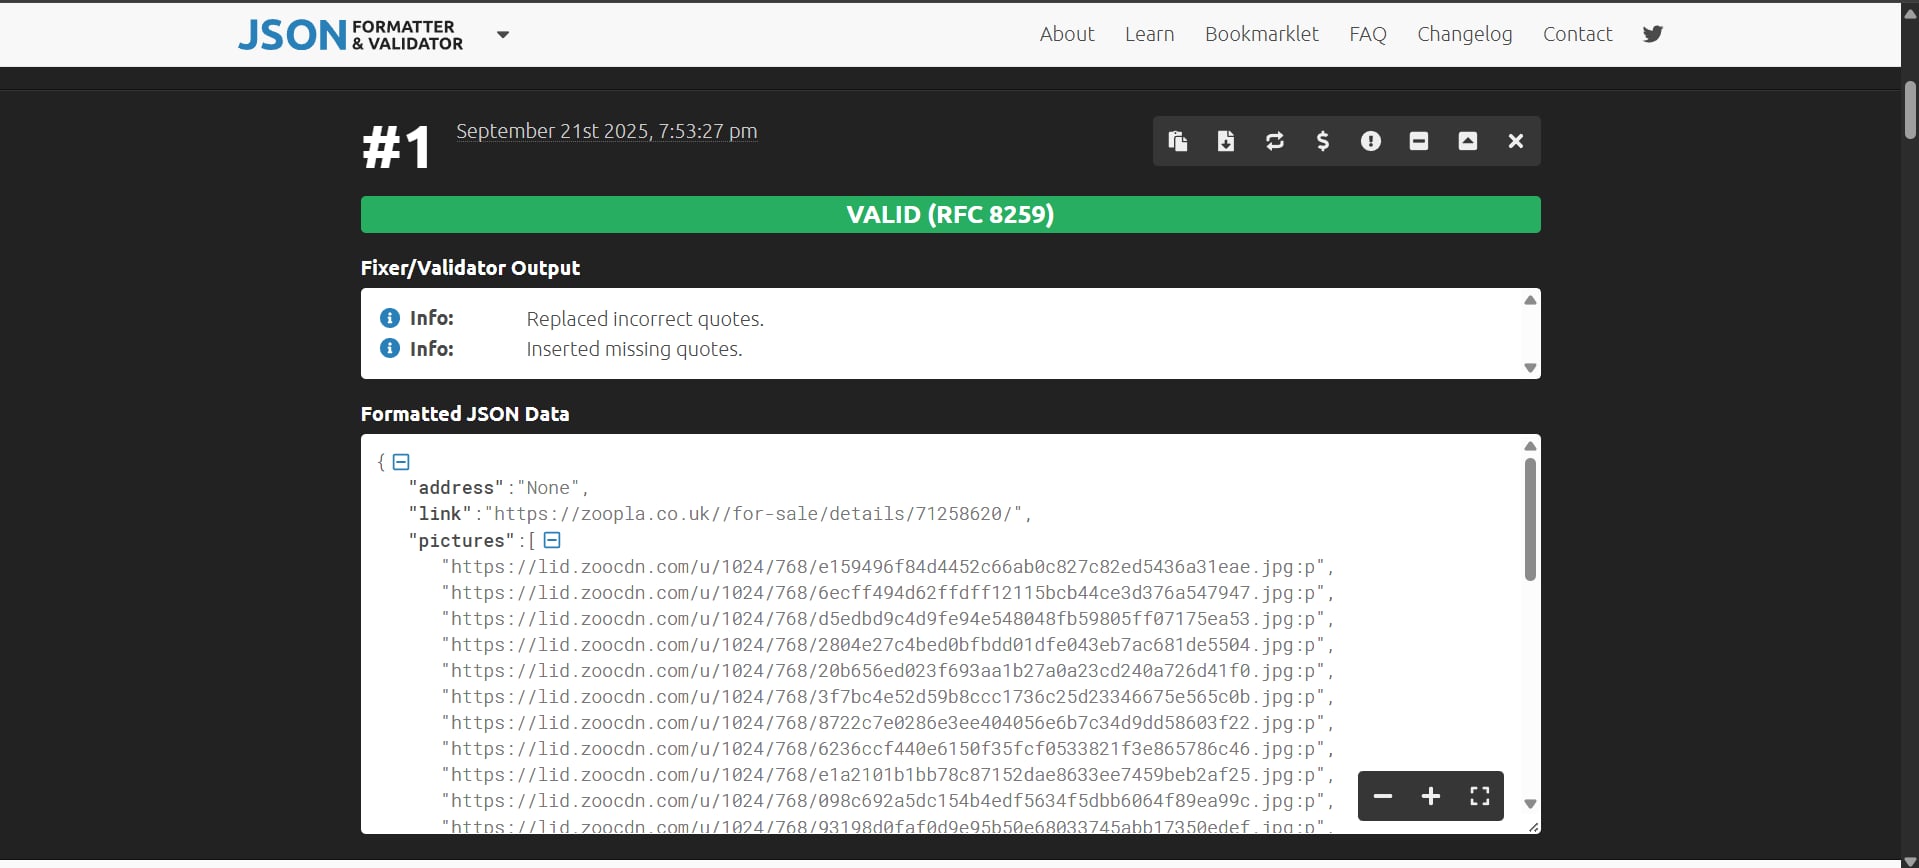 JSON FORMATTER & VALIDATOR
About Learn Bookmarklet FAQ Changelog Contact
#1 September 21st 2025, 7:53:27 pm
VALID (RFC 8259)
Fixer/Validator Output
Info: Replaced incorrect quotes.
Info: Inserted missing quotes.
Formatted JSON Data
{
"address":"None",
"link":"https://zoopla.co.uk//for-sale/details/71258620/",
"pictures":[
"https://lid.zoocdn.com/u/1024/768/e159496f84d4452c66ab0c827c82ed5436a31eae.jpg:p",
"https://lid.zoocdn.com/u/1024/768/6ecff494d62ffdff12115bcb44ce3d376a547947.jpg:p",
"https://lid.zoocdn.com/u/1024/768/d5edbd9c4d9fe94e548048fb59805ff07175ea53.jpg:p",
"https://lid.zoocdn.com/u/1024/768/2804e27c4bed0bfbdd01dfe043eb7ac681de5504.jpg:p",
"https://lid.zoocdn.com/u/1024/768/20b656ed023f693aa1b27a0a23cd240a726d41f0.jpg:p",
"https://lid.zoocdn.com/u/1024/768/3f7bc4e52d59b8ccc1736c25d23346675e565c0b.jpg:p",
"https://lid.zoocdn.com/u/1024/768/8722c7e0286e3ee404056e6b7c34d9dd58603f22.jpg:p",
"https://lid.zoocdn.com/u/1024/768/6236ccf440e6150f35fcf0533821f3e865786c46.jpg:p",
"https://lid.zoocdn.com/u/1024/768/e1a2101b1bb78c87152dae8633ee7459beb2af25.jpg:p",
"https://lid.zoocdn.com/u/1024/768/098c692a5dc154b4edf5634f5dbb6064f89ea99c.jpg:p",
"https://lid.zoocdn.com/u/1024/768/93198d0faf0d9e95b50e68033745abb17350edef.jpg:p",